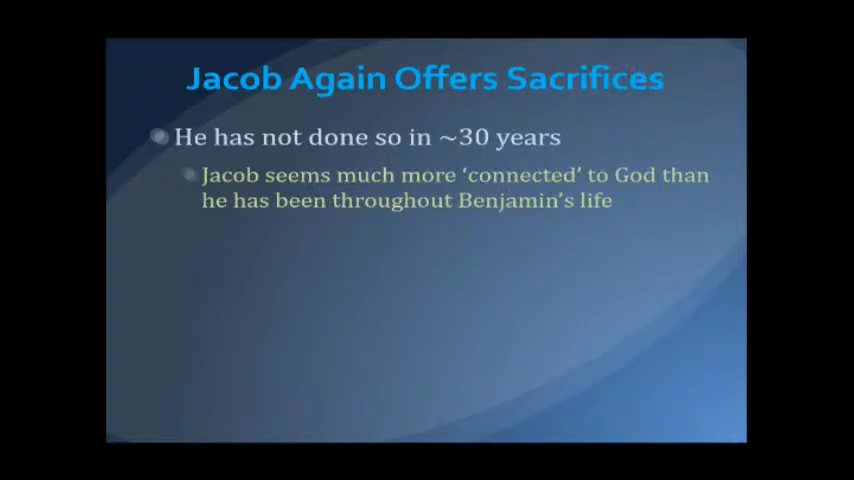 Jacob Again Offers Sacrifices
He has not done so in ~30 years
Jacob seems much more ‘connected’ to God than
he has been throughout Benjamin’s life